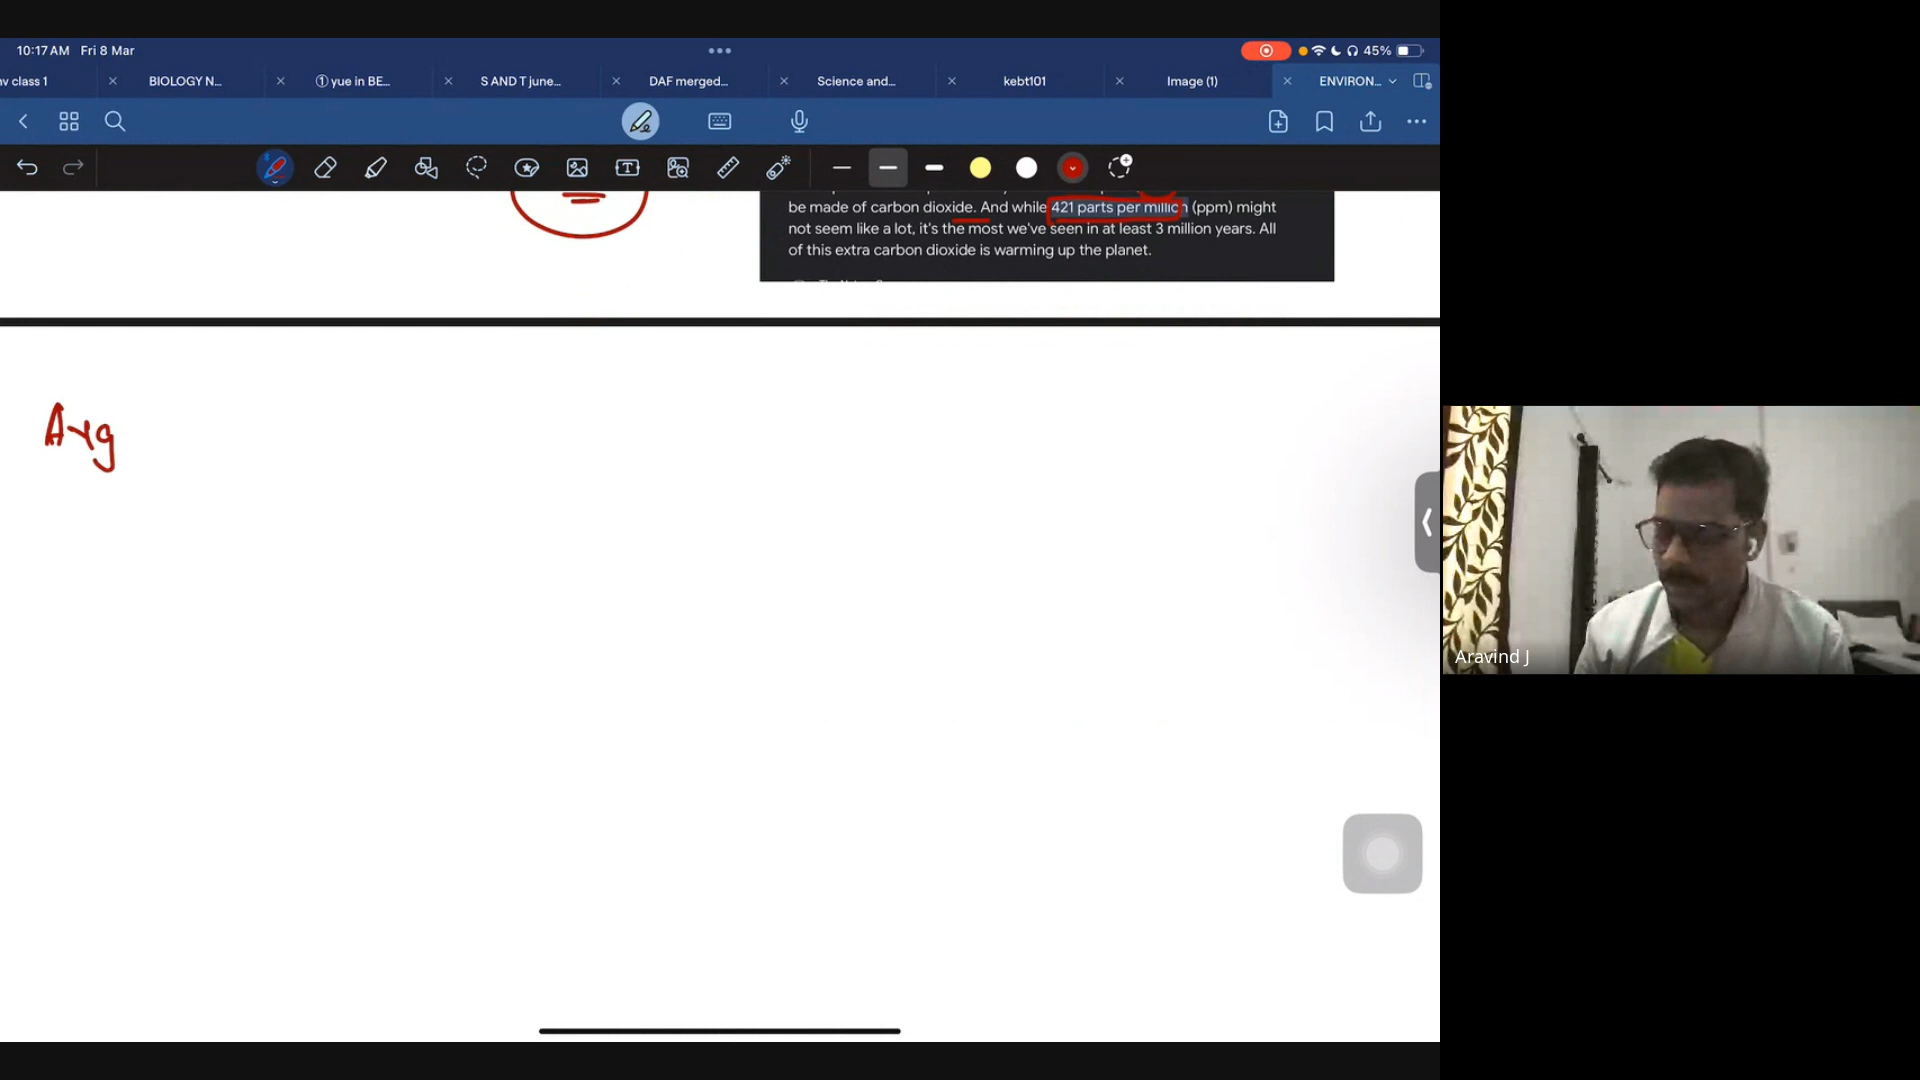 10:17 AM Fri 8 Mar
45%
nv class 1
BIOLOGY N...
① yue in BE...
S AND T june...
DAF merged...
Science and...
kebt101
Image (1)
ENVIRON...
be made of carbon dioxide. And while 421 parts per million (ppm) might
not seem like a lot, it's the most we've seen in at least 3 million years. All
of this extra carbon dioxide is warming up the planet.
Avg
Aravind J